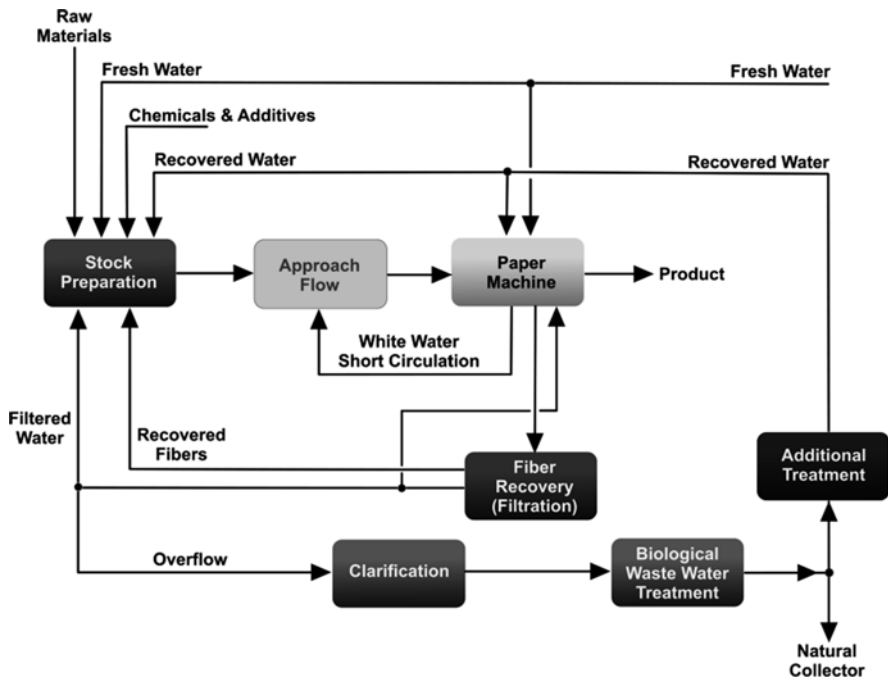 Raw
Materials
Fresh Water
Fresh Water
Chemicals & Additives
Recovered Water
Recovered Water
Stock
Preparation
Approach
Flow
Paper
Machine
Product
White Water
Short Circulation
Filtered
Water
Recovered
Fibers
Fiber
Recovery
(Filtration)
Additional
Treatment
Overflow
Clarification
Biological
Waste Water
Treatment
Natural
Collector